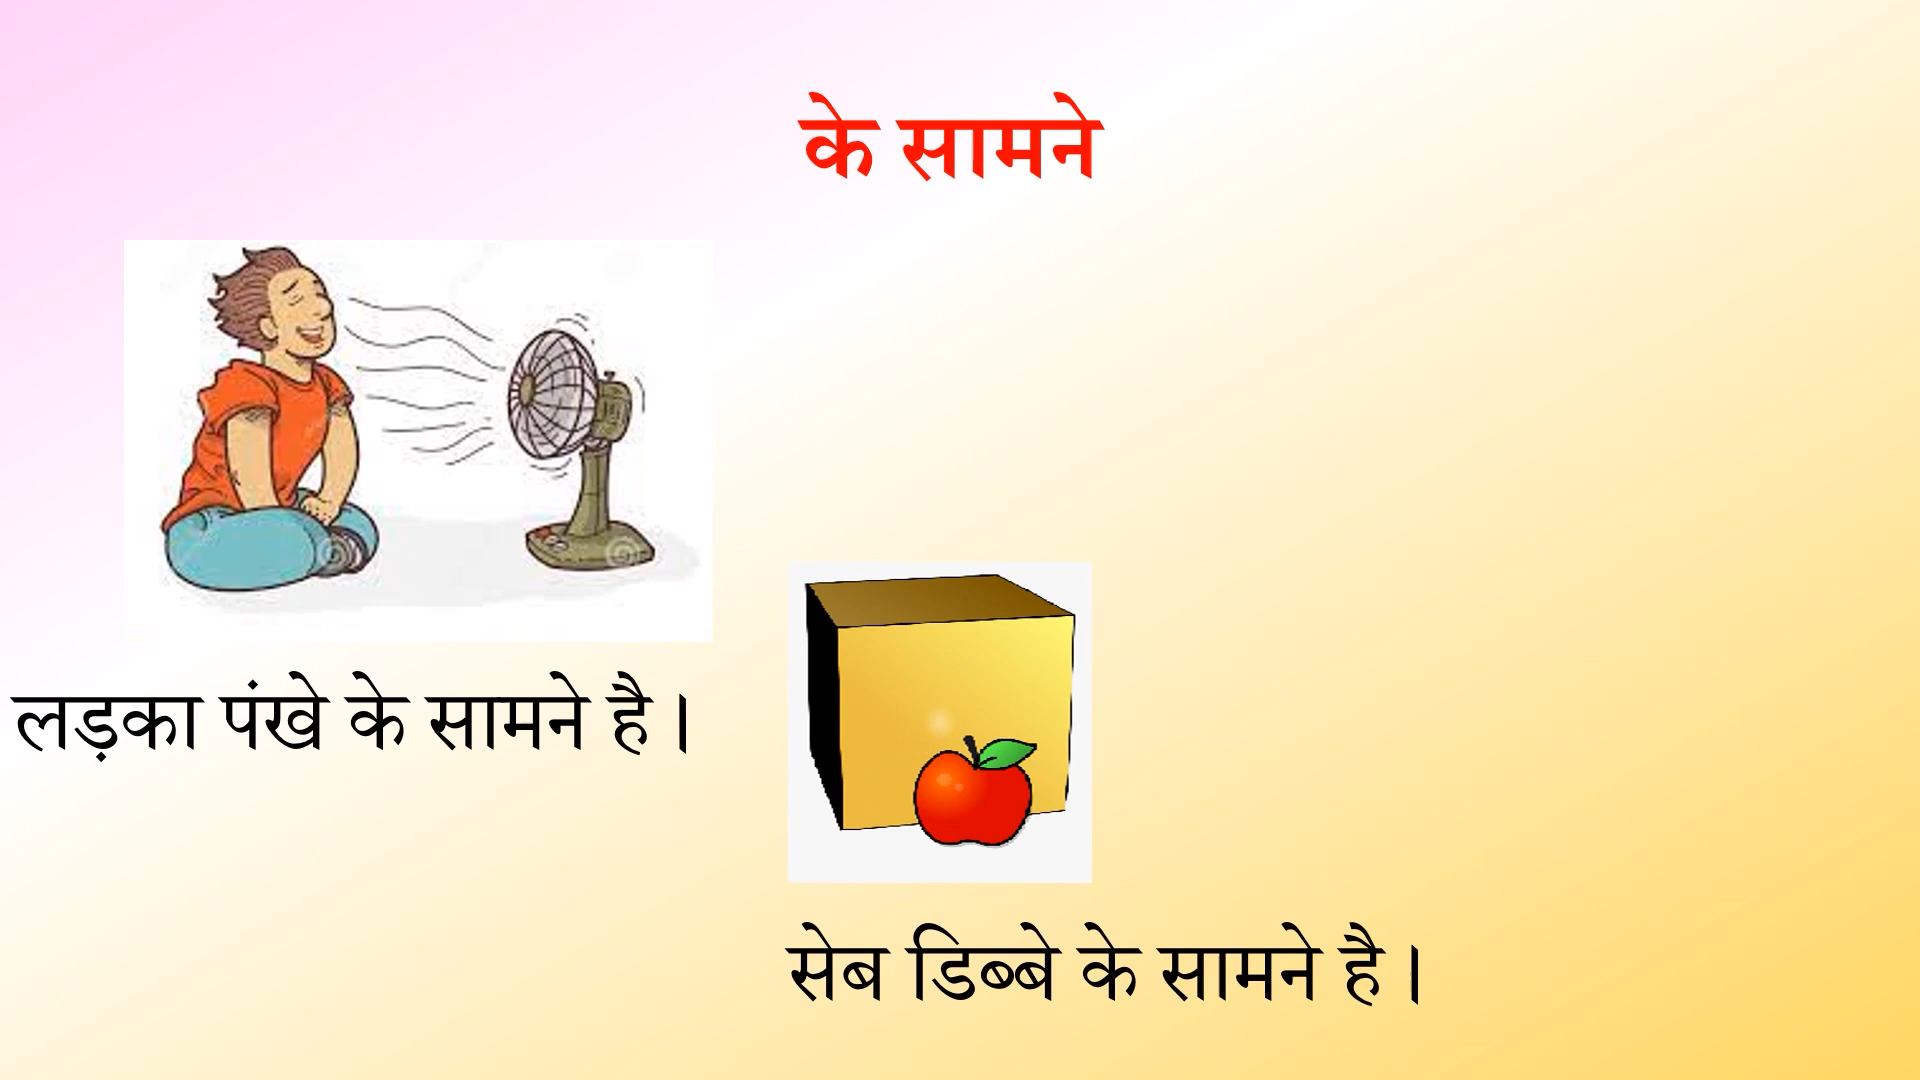 के सामने
लड़का पंखे के सामने है।
सेब डिब्बे के सामने है।